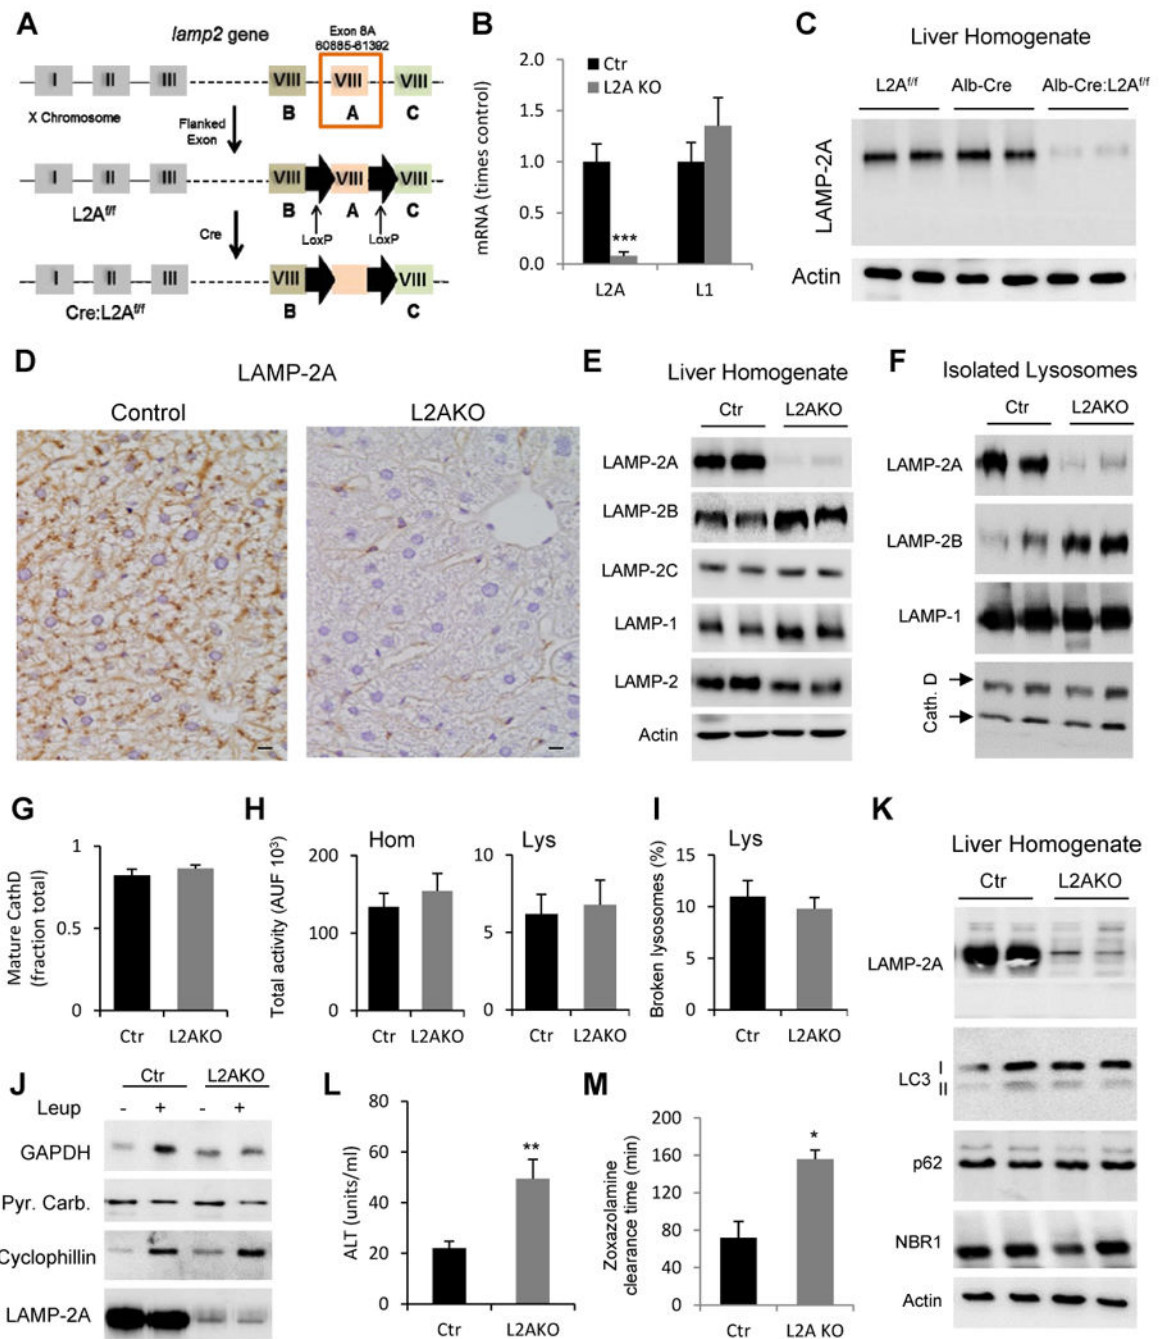 A
lamp2 gene
Exon 8A
60885-61392
I II III VIII VIII VIII
B A C
X Chromosome
Flanked
Exon
I II III VIII VIII VIII
L2Af/f
B A C
Cre
LoxP LoxP
I II III VIII VIII
Cre:L2Af/f
B C
B
mRNA (times control)
2.0
1.5
1.0
0.5
0.0
Ctr
L2A KO
***
L2A L1
C
Liver Homogenate
L2Af/f Alb-Cre Alb-Cre:L2Af/f
LAMP-2A
Actin
D
LAMP-2A
Control L2AKO
E
Liver Homogenate
Ctr L2AKO
LAMP-2A
LAMP-2B
LAMP-2C
LAMP-1
LAMP-2
Actin
F
Isolated Lysosomes
Ctr L2AKO
LAMP-2A
LAMP-2B
LAMP-1
Cath. D
G
Mature CathD
(fraction total)
1
0.5
0
Ctr L2AKO
H
Total activity (AUF 10³)
Hom
200
100
0
Ctr L2AKO
Lys
10
5
0
Ctr L2AKO
I
Broken lysosomes (%)
Lys
15
10
5
0
Ctr L2AKO
J
Ctr L2AKO
Leup - + - +
GAPDH
Pyr. Carb.
Cyclophillin
LAMP-2A
K
Liver Homogenate
Ctr L2AKO
LAMP-2A
LC3 I
II
p62
NBR1
Actin
L
ALT (units/ml)
80
60
40
20
0
**
Ctr L2AKO
M
Zoxazolamine
clearance time (min)
200
160
120
80
40
0
*
Ctr L2A KO